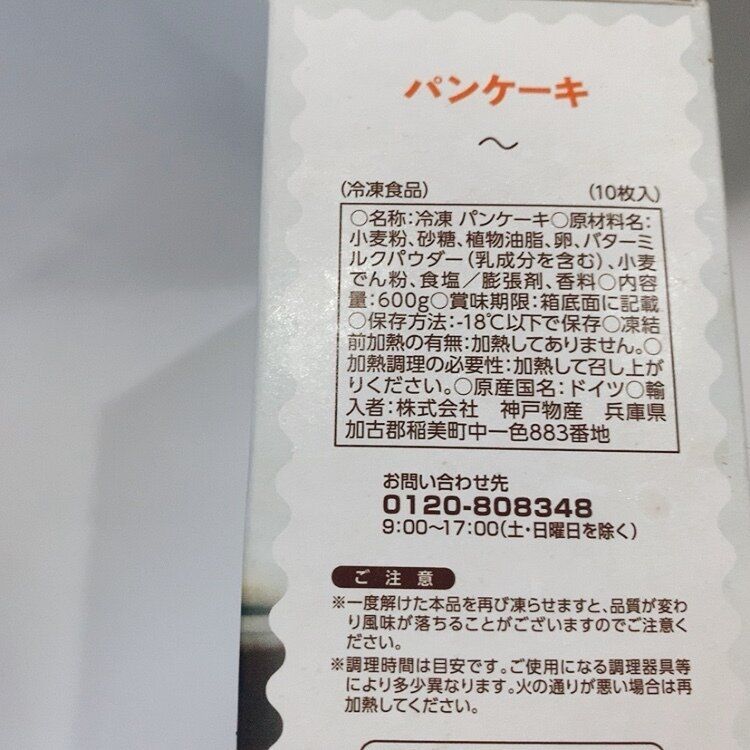 パンケーキ
〜
(冷凍食品) (10枚入)
○名称:冷凍 パンケーキ○原材料名:
小麦粉、砂糖、植物油脂、卵、バターミ
ルクパウダー(乳成分を含む)、小麦
でん粉、食塩/膨張剤、香料○内容
量:600g○賞味期限:箱底面に記載
○保存方法:-18℃以下で保存○凍結
前加熱の有無:加熱してありません。○
加熱調理の必要性:加熱して召し上が
りください。○原産国名:ドイツ○輸
入者:株式会社 神戸物産 兵庫県
加古郡稲美町中一色883番地
お問い合わせ先
0120-808348
9:00〜17:00(土・日曜日を除く)
ご注意
※一度解けた本品を再び凍らせますと、品質が変わ
り風味が落ちることがございますのでご注意く
ださい。
※調理時間は目安です。ご使用になる調理器具等
により多少異なります。火の通りが悪い場合は再
加熱してください。